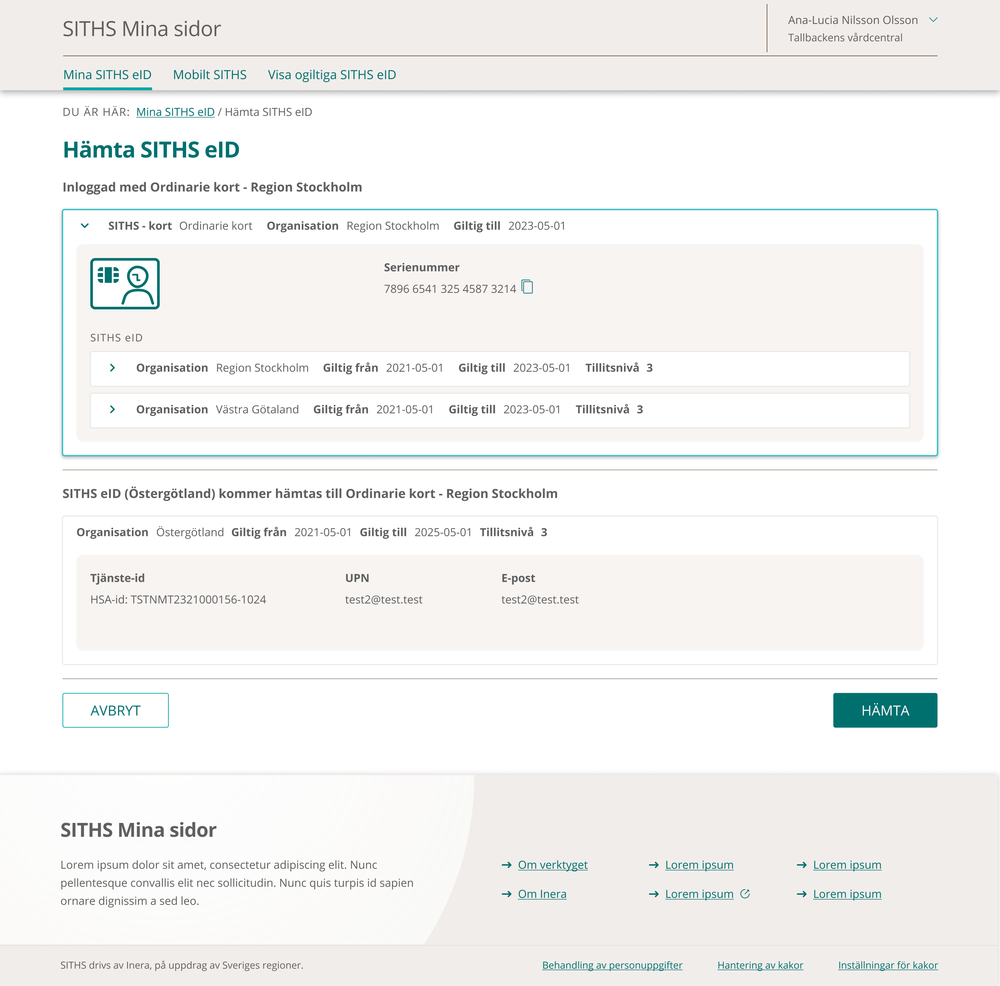 SITHS Mina sidor
Ana-Lucia Nilsson Olsson
Tallbackens vårdcentral
Mina SITHS eID Mobilt SITHS Visa ogiltiga SITHS eID
DU ÄR HÄR: Mina SITHS eID / Hämta SITHS eID
Hämta SITHS eID
Inloggad med Ordinarie kort - Region Stockholm
SITHS - kort Ordinarie kort Organisation Region Stockholm Giltig till 2023-05-01
Serienummer
7896 6541 325 4587 3214
SITHS eID
Organisation Region Stockholm Giltig från 2021-05-01 Giltig till 2023-05-01 Tillitsnivå 3
Organisation Västra Götaland Giltig från 2021-05-01 Giltig till 2023-05-01 Tillitsnivå 3
SITHS eID (Östergötland) kommer hämtas till Ordinarie kort - Region Stockholm
Organisation Östergötland Giltig från 2021-05-01 Giltig till 2025-05-01 Tillitsnivå 3
Tjänste-id UPN E-post
HSA-id: TSTNMT2321000156-1024 test2@test.test test2@test.test
AVBRYT HÄMTA
SITHS Mina sidor
Lorem ipsum dolor sit amet, consectetur adipiscing elit. Nunc
pellentesque convallis elit nec sollicitudin. Nunc quis turpis id sapien
ornare dignissim a sed leo.
Om verktyget Lorem ipsum Lorem ipsum
Om Inera Lorem ipsum Lorem ipsum
SITHS drivs av Inera, på uppdrag av Sveriges regioner.
Behandling av personuppgifter Hantering av kakor Inställningar för kakor